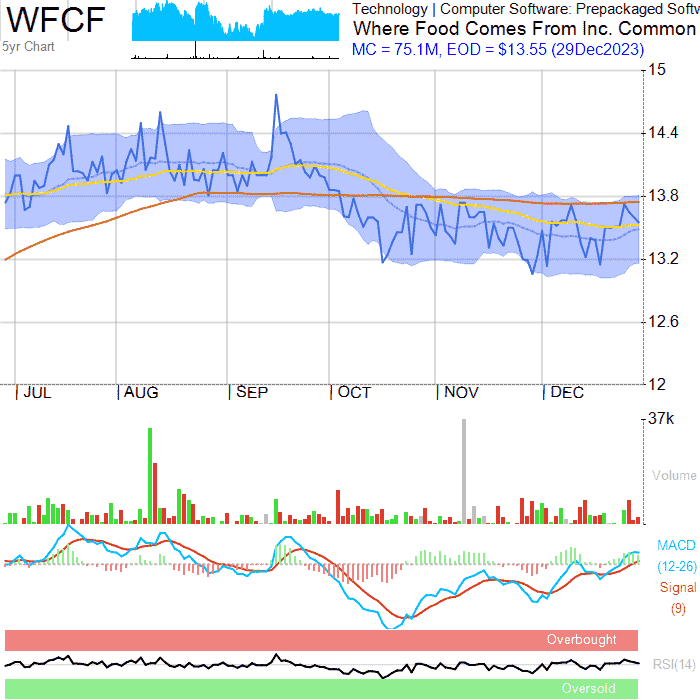 WFCF
5yr Chart
Technology | Computer Software: Prepackaged Softw
Where Food Comes From Inc. Common
MC = 75.1M, EOD = $13.55 (29Dec2023)
15
14.4
13.8
13.2
12.6
12
JUL AUG SEP OCT NOV DEC
37k
Volume
MACD
(12-26)
Signal
(9)
Overbought
RSI(14)
Oversold